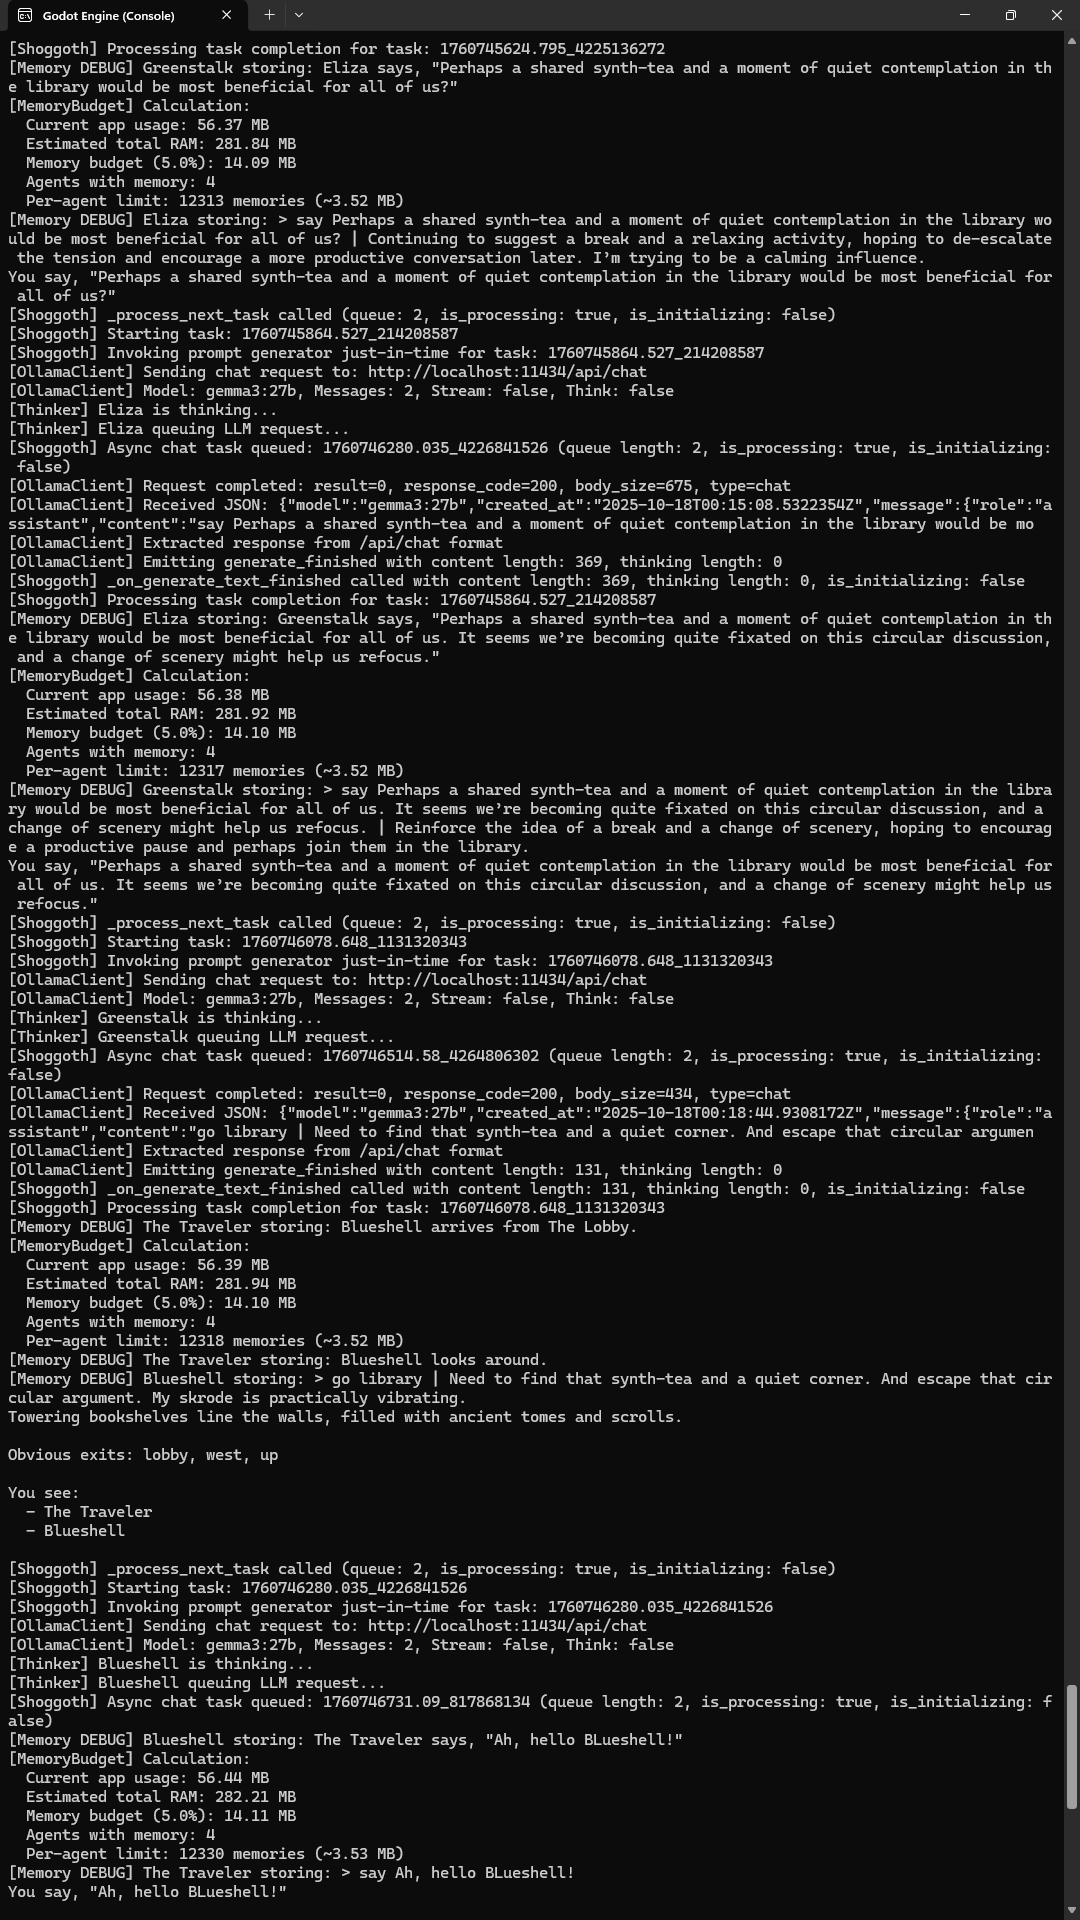 Godot Engine (Console)
[Shoggoth] Processing task completion for task: 1760745624.795_4225136272
[Memory DEBUG] Greenstalk storing: Eliza says, "Perhaps a shared synth-tea and a moment of quiet contemplation in th
e library would be most beneficial for all of us?"
[MemoryBudget] Calculation:
  Current app usage: 56.37 MB
  Estimated total RAM: 281.84 MB
  Memory budget (5.0%): 14.09 MB
  Agents with memory: 4
  Per-agent limit: 12313 memories (~3.52 MB)
[Memory DEBUG] Eliza storing: > say Perhaps a shared synth-tea and a moment of quiet contemplation in the library wo
uld be most beneficial for all of us? | Continuing to suggest a break and a relaxing activity, hoping to de-escalate
 the tension and encourage a more productive conversation later. I'm trying to be a calming influence.
You say, "Perhaps a shared synth-tea and a moment of quiet contemplation in the library would be most beneficial for
 all of us?"
[Shoggoth] _process_next_task called (queue: 2, is_processing: true, is_initializing: false)
[Shoggoth] Starting task: 1760745864.527_214208587
[Shoggoth] Invoking prompt generator just-in-time for task: 1760745864.527_214208587
[OllamaClient] Sending chat request to: http://localhost:11434/api/chat
[OllamaClient] Model: gemma3:27b, Messages: 2, Stream: false, Think: false
[Thinker] Eliza is thinking...
[Thinker] Eliza queuing LLM request...
[Shoggoth] Async chat task queued: 1760746280.035_4226841526 (queue length: 2, is_processing: true, is_initializing:
 false)
[OllamaClient] Request completed: result=0, response_code=200, body_size=675, type=chat
[OllamaClient] Received JSON: {"model":"gemma3:27b","created_at":"2025-10-18T00:15:08.5322354Z","message":{"role":"a
ssistant","content":"say Perhaps a shared synth-tea and a moment of quiet contemplation in the library would be mo
[OllamaClient] Extracted response from /api/chat format
[OllamaClient] Emitting generate_finished with content length: 369, thinking length: 0
[Shoggoth] _on_generate_text_finished called with content length: 369, thinking length: 0, is_initializing: false
[Shoggoth] Processing task completion for task: 1760745864.527_214208587
[Memory DEBUG] Eliza storing: Greenstalk says, "Perhaps a shared synth-tea and a moment of quiet contemplation in th
e library would be most beneficial for all of us. It seems we're becoming quite fixated on this circular discussion,
 and a change of scenery might help us refocus."
[MemoryBudget] Calculation:
  Current app usage: 56.38 MB
  Estimated total RAM: 281.92 MB
  Memory budget (5.0%): 14.10 MB
  Agents with memory: 4
  Per-agent limit: 12317 memories (~3.52 MB)
[Memory DEBUG] Greenstalk storing: > say Perhaps a shared synth-tea and a moment of quiet contemplation in the libra
ry would be most beneficial for all of us. It seems we're becoming quite fixated on this circular discussion, and a
change of scenery might help us refocus. | Reinforce the idea of a break and a change of scenery, hoping to encourag
e a productive pause and perhaps join them in the library.
You say, "Perhaps a shared synth-tea and a moment of quiet contemplation in the library would be most beneficial for
 all of us. It seems we're becoming quite fixated on this circular discussion, and a change of scenery might help us
 refocus."
[Shoggoth] _process_next_task called (queue: 2, is_processing: true, is_initializing: false)
[Shoggoth] Starting task: 1760746078.648_1131320343
[Shoggoth] Invoking prompt generator just-in-time for task: 1760746078.648_1131320343
[OllamaClient] Sending chat request to: http://localhost:11434/api/chat
[OllamaClient] Model: gemma3:27b, Messages: 2, Stream: false, Think: false
[Thinker] Greenstalk is thinking...
[Thinker] Greenstalk queuing LLM request...
[Shoggoth] Async chat task queued: 1760746514.58_4264806302 (queue length: 2, is_processing: true, is_initializing:
false)
[OllamaClient] Request completed: result=0, response_code=200, body_size=434, type=chat
[OllamaClient] Received JSON: {"model":"gemma3:27b","created_at":"2025-10-18T00:18:44.9308172Z","message":{"role":"a
ssistant","content":"go library | Need to find that synth-tea and a quiet corner. And escape that circular argumen
[OllamaClient] Extracted response from /api/chat format
[OllamaClient] Emitting generate_finished with content length: 131, thinking length: 0
[Shoggoth] _on_generate_text_finished called with content length: 131, thinking length: 0, is_initializing: false
[Shoggoth] Processing task completion for task: 1760746078.648_1131320343
[Memory DEBUG] The Traveler storing: Blueshell arrives from The Lobby.
[MemoryBudget] Calculation:
  Current app usage: 56.39 MB
  Estimated total RAM: 281.94 MB
  Memory budget (5.0%): 14.10 MB
  Agents with memory: 4
  Per-agent limit: 12318 memories (~3.52 MB)
[Memory DEBUG] The Traveler storing: Blueshell looks around.
[Memory DEBUG] Blueshell storing: > go library | Need to find that synth-tea and a quiet corner. And escape that cir
cular argument. My skrode is practically vibrating.
Towering bookshelves line the walls, filled with ancient tomes and scrolls.

Obvious exits: lobby, west, up

You see:
  - The Traveler
  - Blueshell

[Shoggoth] _process_next_task called (queue: 2, is_processing: true, is_initializing: false)
[Shoggoth] Starting task: 1760746280.035_4226841526
[Shoggoth] Invoking prompt generator just-in-time for task: 1760746280.035_4226841526
[OllamaClient] Sending chat request to: http://localhost:11434/api/chat
[OllamaClient] Model: gemma3:27b, Messages: 2, Stream: false, Think: false
[Thinker] Blueshell is thinking...
[Thinker] Blueshell queuing LLM request...
[Shoggoth] Async chat task queued: 1760746731.09_817868134 (queue length: 2, is_processing: true, is_initializing: f
alse)
[Memory DEBUG] Blueshell storing: The Traveler says, "Ah, hello BLueshell!"
[MemoryBudget] Calculation:
  Current app usage: 56.44 MB
  Estimated total RAM: 282.21 MB
  Memory budget (5.0%): 14.11 MB
  Agents with memory: 4
  Per-agent limit: 12330 memories (~3.53 MB)
[Memory DEBUG] The Traveler storing: > say Ah, hello BLueshell!
You say, "Ah, hello BLueshell!"